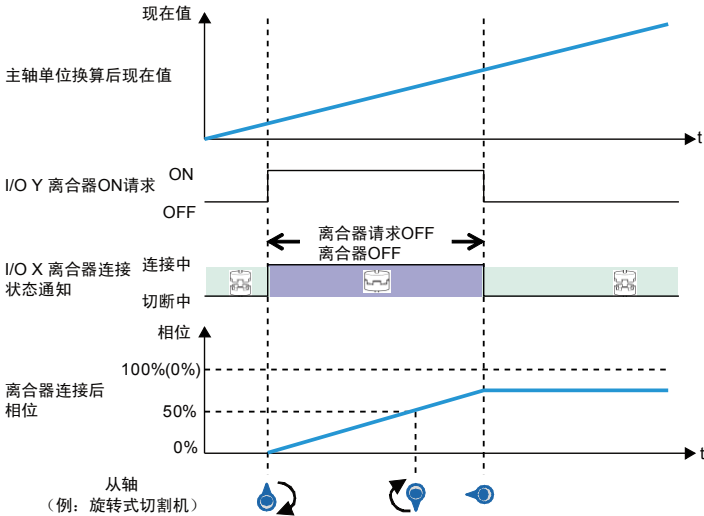 现在值
主轴单位换算后现在值
t
I/O Y 离合器ON请求
ON
OFF
离合器请求OFF
离合器OFF
I/O X 离合器连接
状态通知
连接中
切断中
相位
100%(0%)
离合器连接后
相位
50%
0%
t
从轴
（例：旋转式切割机）